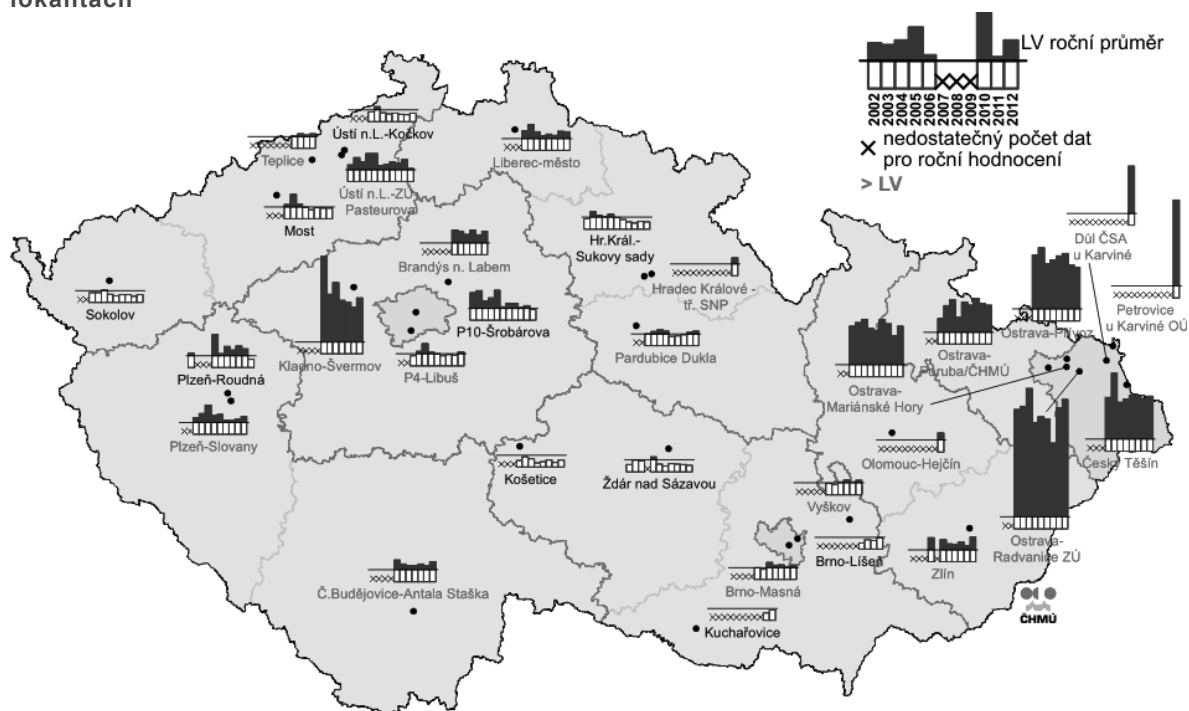 lokalitách
LV roční průměr
2002
2003
2004
2005
2006
2007
2008
2009
2010
2011
2012
nedostatečný počet dat
pro roční hodnocení
> LV
Ústí n.L.-Kočkov
Teplice
Liberec-město
Ústí n.L.-ZÚ-
Pasteurova
Most
Hr.Král.-
Sukovy sady
Důl ČSA
u Karviné
Brandýs n. Labem
Hradec Králové -
tř. SNP
Petrovice
u Karviné OÚ
Sokolov
P10-Šrobárova
Ostrava-Přívoz
Kladno-Švermov
P4-Libuš
Pardubice Dukla
Ostrava-
Poruba/ČHMÚ
Plzeň-Roudná
Ostrava-
Mariánské Hory
Plzeň-Slovany
Olomouc-Hejčín
Český Těšín
Košetice
Ždár nad Sázavou
Vyškov
Ostrava-
Radvanice ZÚ
Brno-Líšeň
Zlín
Č.Budějovice-Antala Staška
Brno-Masná
ČHMÚ
Kuchařovice